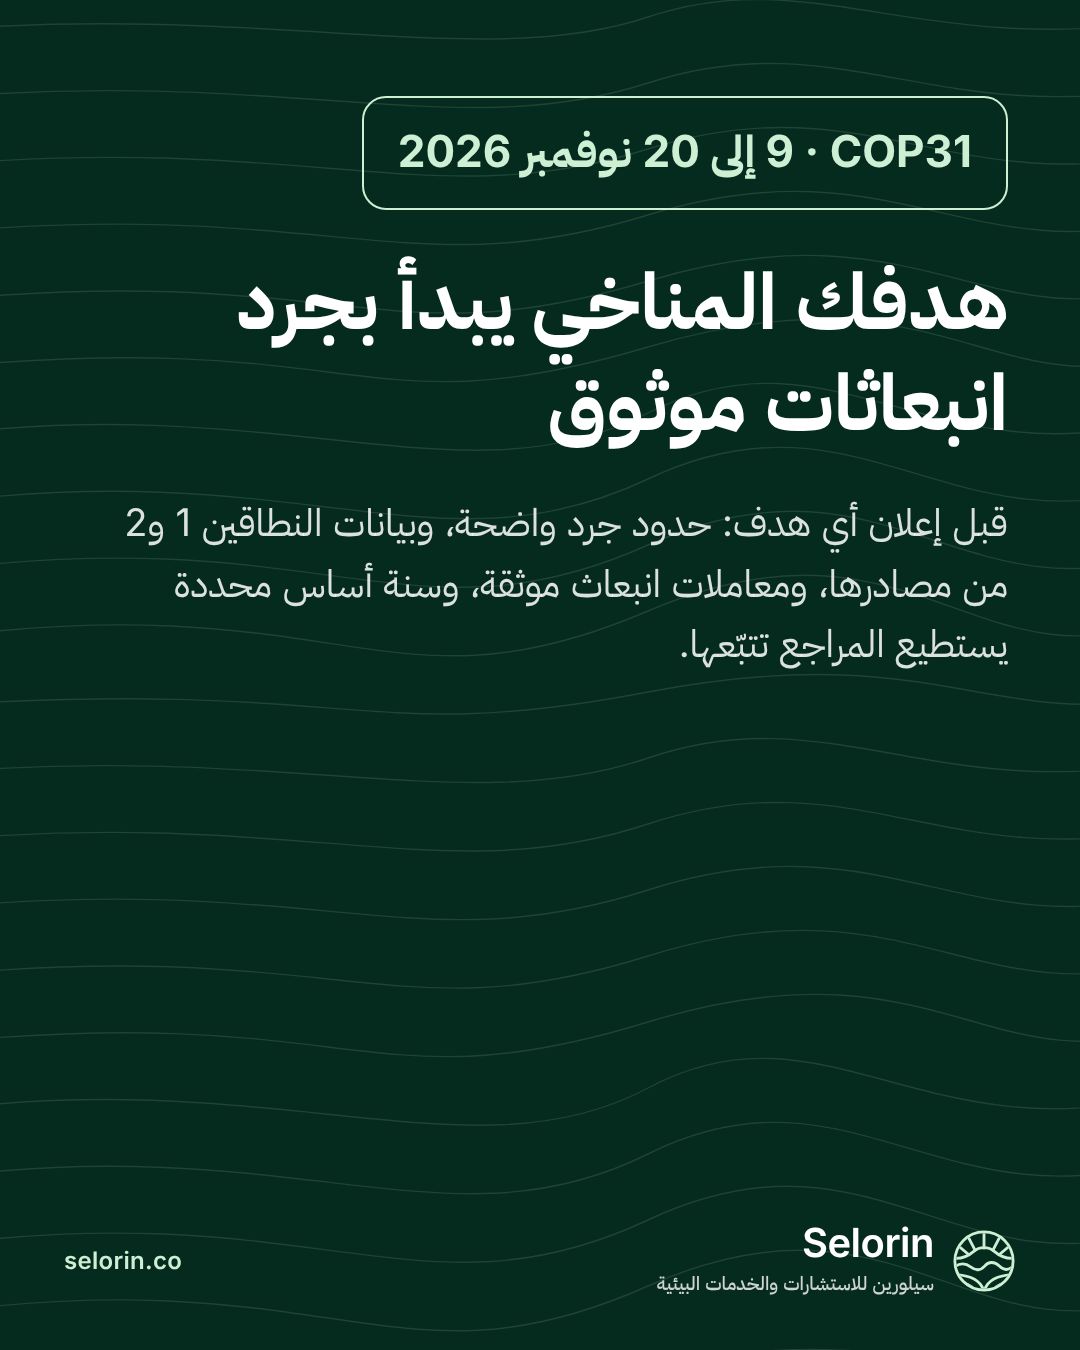 COP31 · 9 إلى 20 نوفمبر 2026
هدفك المناخي يبدأ بجرد
انبعاثات موثوق
قبل إعلان أي هدف: حدود جرد واضحة، وبيانات النطاقين 1 و2
من مصادرها، ومعاملات انبعاث موثقة، وسنة أساس محددة
يستطيع المراجع تتبّعها.
Selorin
سيلورين للاستشارات والخدمات البيئية
selorin.co